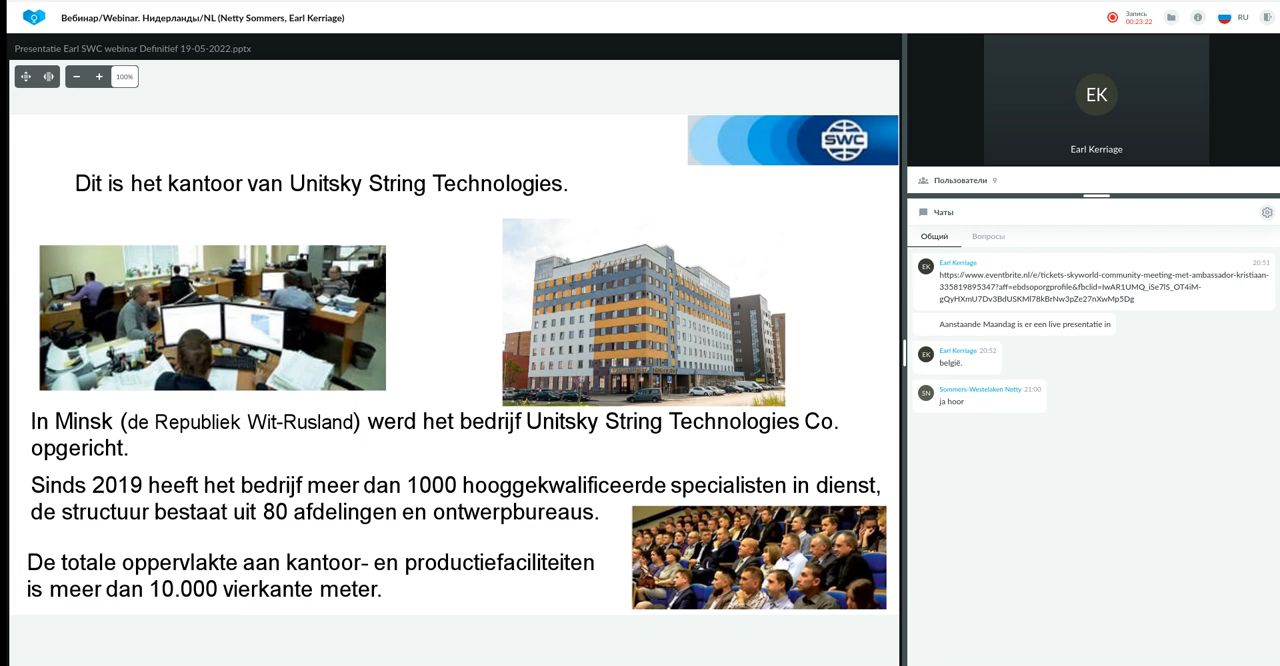 Вебинар/Webinar. Нидерланды/NL (Netty Sommers, Earl Kerriage)
Запись
00:23:22
RU
Presentatie Earl SWC webinar Definitief 19-05-2022.pptx
100%
SWC
Dit is het kantoor van Unitsky String Technologies.
In Minsk (de Republiek Wit-Rusland) werd het bedrijf Unitsky String Technologies Co.
opgericht.
Sinds 2019 heeft het bedrijf meer dan 1000 hooggekwalificeerde specialisten in dienst,
de structuur bestaat uit 80 afdelingen en ontwerpbureaus.
De totale oppervlakte aan kantoor- en productiefaciliteiten
is meer dan 10.000 vierkante meter.
EK
Earl Kerriage
Пользователи 9
Чаты
Общий Вопросы
EK Earl Kerriage 20:51
https://www.eventbrite.nl/e/tickets-skyworld-community-meeting-met-ambassador-kristiaan-
335819895347?aff=ebdsoporgprofile&fbclid=IwAR1UMQ_iSe7lS_OT4iM-
gQyHXmU7Dv3BdUSKMl78kBrNw3pZe27nXwMp5Dg
Aanstaande Maandag is er een live presentatie in
EK Earl Kerriage 20:52
belgië.
SN Sommers-Westelaken Netty 21:00
ja hoor